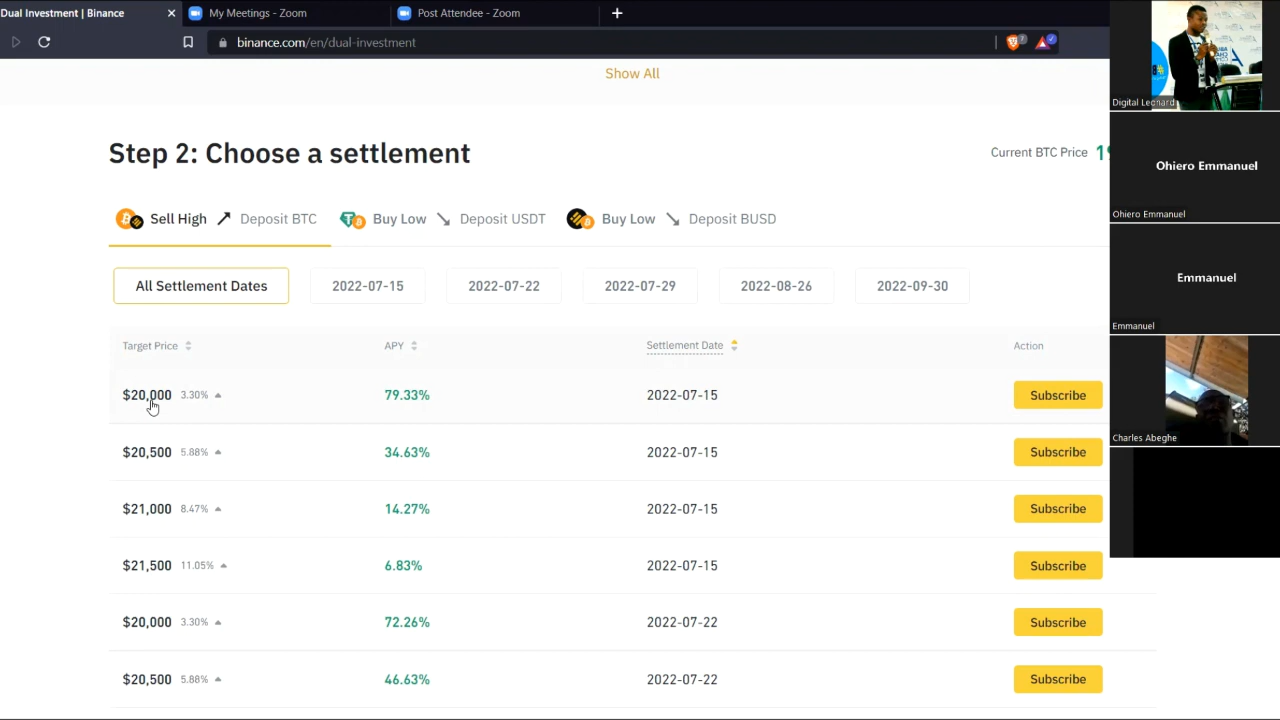 Dual Investment | Binance
My Meetings - Zoom
Post Attendee - Zoom
binance.com/en/dual-investment
Show All
Step 2: Choose a settlement
Current BTC Price
Sell High Deposit BTC Buy Low Deposit USDT Buy Low Deposit BUSD
All Settlement Dates 2022-07-15 2022-07-22 2022-07-29 2022-08-26 2022-09-30
Target Price APY Settlement Date Action
$20,000 3.30% 79.33% 2022-07-15 Subscribe
$20,500 5.88% 34.63% 2022-07-15 Subscribe
$21,000 8.47% 14.27% 2022-07-15 Subscribe
$21,500 11.05% 6.83% 2022-07-15 Subscribe
$20,000 3.30% 72.26% 2022-07-22 Subscribe
$20,500 5.88% 46.63% 2022-07-22 Subscribe
Digital Leonard
Ohiero Emmanuel
Ohiero Emmanuel
Emmanuel
Emmanuel
Charles Abeghe